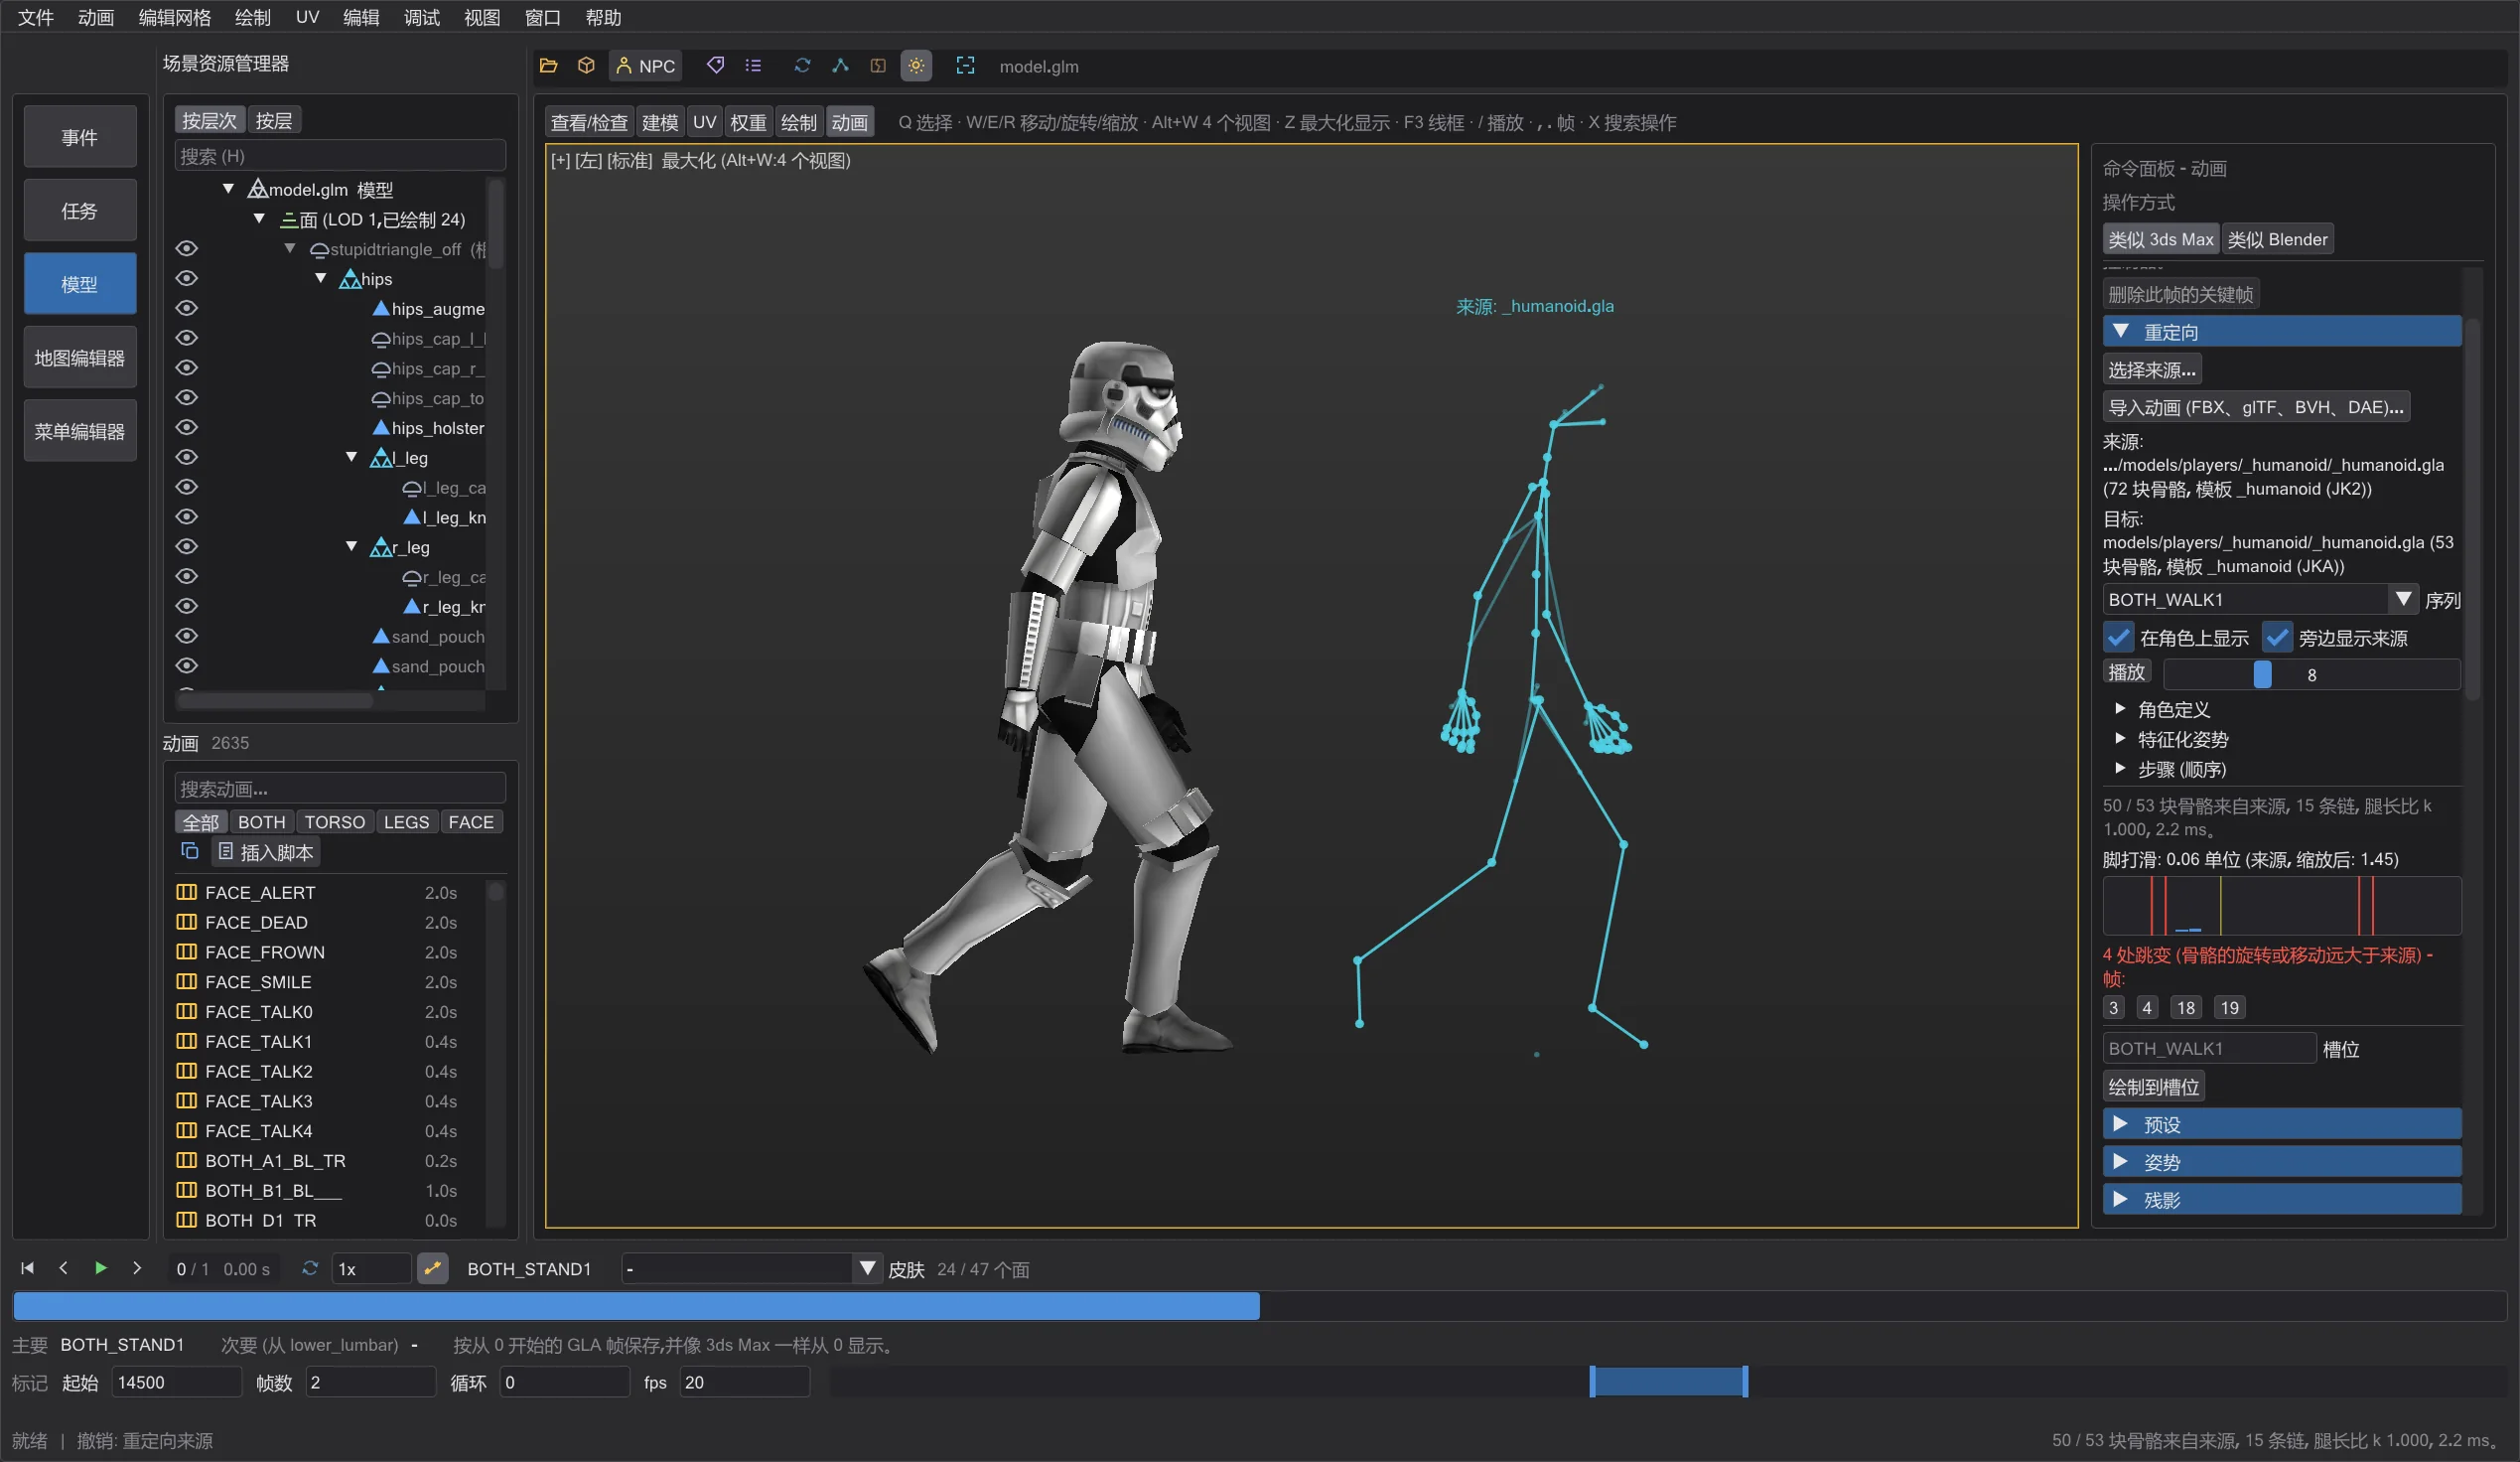 文件 动画 编辑网格 绘制 UV 编辑 调试 视图 窗口 帮助
场景资源管理器
NPC model.glm
事件
任务
模型
地图编辑器
菜单编辑器
按层次 按层
搜索 (H)
model.glm 模型
面 (LOD 1,已绘制 24)
stupidtriangle_off
hips
hips_augme
hips_cap_l_
hips_cap_r_
hips_cap_to
hips_holster
l_leg
l_leg_ca
l_leg_kn
r_leg
r_leg_ca
r_leg_kn
sand_pouch
sand_pouch
动画 2635
搜索动画...
全部 BOTH TORSO LEGS FACE
插入脚本
FACE_ALERT 2.0s
FACE_DEAD 2.0s
FACE_FROWN 2.0s
FACE_SMILE 2.0s
FACE_TALK0 2.0s
FACE_TALK1 0.4s
FACE_TALK2 0.4s
FACE_TALK3 0.4s
FACE_TALK4 0.4s
BOTH_A1_BL_TR 0.2s
BOTH_B1_BL___ 1.0s
BOTH_D1_TR 0.0s
查看/检查 建模 UV 权重 绘制 动画 Q 选择 · W/E/R 移动/旋转/缩放 · Alt+W 4 个视图 · Z 最大化显示 · F3 线框 · / 播放 · , . 帧 · X 搜索操作
[+] [左] [标准] 最大化 (Alt+W:4 个视图)
来源: _humanoid.gla
命令面板 - 动画
操作方式
类似 3ds Max 类似 Blender
删除此帧的关键帧
重定向
选择来源...
导入动画 (FBX、glTF、BVH、DAE)...
来源:
.../models/players/_humanoid/_humanoid.gla
(72 块骨骼, 模板 _humanoid (JK2))
目标:
models/players/_humanoid/_humanoid.gla (53
块骨骼, 模板 _humanoid (JKA))
BOTH_WALK1 序列
在角色上显示 旁边显示来源
播放 8
角色定义
特征化姿势
步骤 (顺序)
50 / 53 块骨骼来自来源, 15 条链, 腿长比 k
1.000, 2.2 ms。
脚打滑: 0.06 单位 (来源, 缩放后: 1.45)
4 处跳变 (骨骼的旋转或移动远大于来源) -
帧:
3 4 18 19
BOTH_WALK1 槽位
绘制到槽位
预设
姿势
残影
0 / 1 0.00 s 1x BOTH_STAND1 - 皮肤 24 / 47 个面
主要 BOTH_STAND1 次要 (从 lower_lumbar) - 按从 0 开始的 GLA 帧保存,并像 3ds Max 一样从 0 显示。
标记 起始 14500 帧数 2 循环 0 fps 20
就绪 | 撤销: 重定向来源 50 / 53 块骨骼来自来源, 15 条链, 腿长比 k 1.000, 2.2 ms。